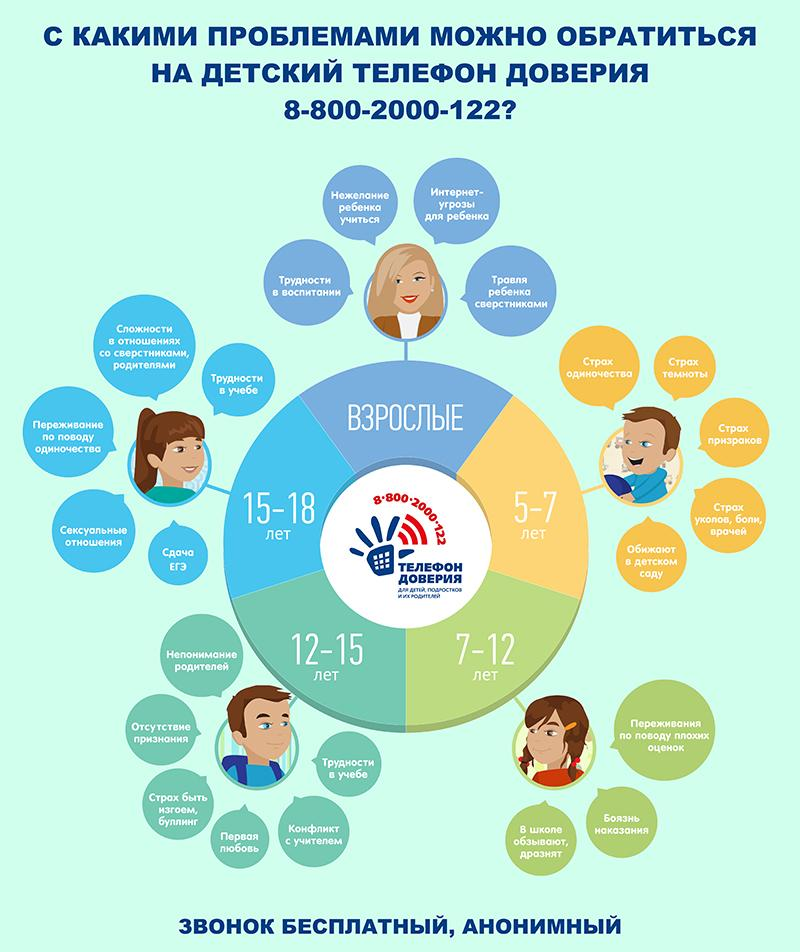 С КАКИМИ ПРОБЛЕМАМИ МОЖНО ОБРАТИТЬСЯ
НА ДЕТСКИЙ ТЕЛЕФОН ДОВЕРИЯ
8-800-2000-122?
Нежелание
ребенка
учиться
Интернет-
угрозы
для ребенка
Трудности
в воспитании
Травля
ребенка
сверстниками
ВЗРОСЛЫЕ
Страх
одиночества
Страх
темноты
Страх
призраков
Страх
уколов, боли,
врачей
Обижают
в детском
саду
5-7
лет
Переживания
по поводу плохих
оценок
Боязнь
наказания
В школе
обзывают,
дразнят
7-12
лет
Непонимание
родителей
Отсутствие
признания
Страх быть
изгоем,
буллинг
Первая
любовь
Конфликт
с учителем
Трудности
в учебе
12-15
лет
Сложности
в отношениях
со сверстниками,
родителями
Трудности
в учебе
Переживание
по поводу
одиночества
Сексуальные
отношения
Сдача
ЕГЭ
15-18
лет
8-800-2000-122
ТЕЛЕФОН
ДОВЕРИЯ
ДЛЯ ДЕТЕЙ, ПОДРОСТКОВ
И ИХ РОДИТЕЛЕЙ
ЗВОНОК БЕСПЛАТНЫЙ, АНОНИМНЫЙ